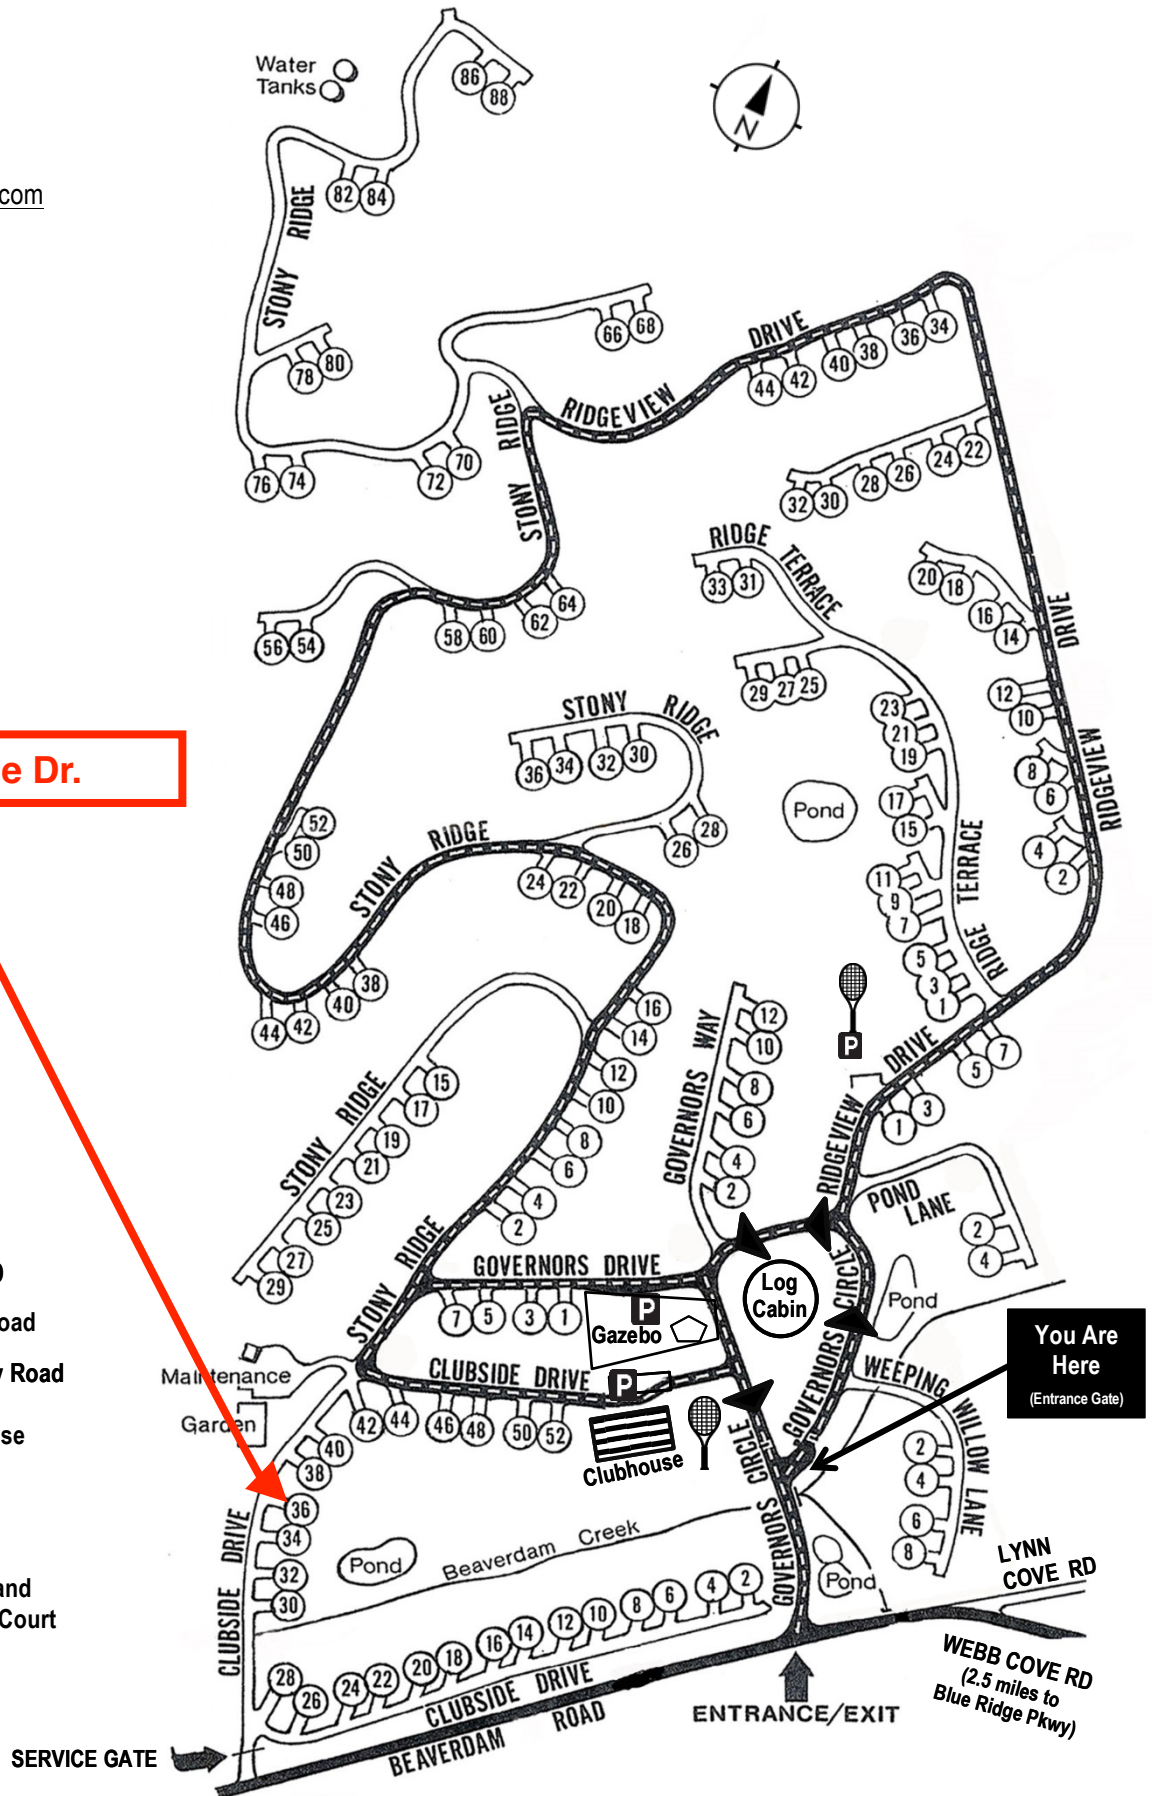 Water
Tanks
86
88
N
com
82
84
STONY RIDGE
66
68
78
80
DRIVE
34
36
38
40
42
44
RIDGEVIEW
STONY RIDGE
70
72
74
76
22
24
26
28
30
32
RIDGE TERRACE
33
31
20
18
16
14
DRIVE
64
62
60
58
56
54
29
27
25
12
10
STONY RIDGE
36
34
32
30
23
21
19
8
6
RIDGEVIEW
e Dr.
Pond
17
15
28
26
4
2
52
50
48
46
STONY RIDGE
24
22
20
18
11
9
7
TERRACE
RIDGE
5
3
1
38
40
42
44
16
14
12
10
8
6
4
2
GOVERNORS WAY
12
10
8
6
4
2
P
DRIVE
7
5
3
1
RIDGEVIEW
STONY RIDGE
15
17
19
21
23
25
27
29
POND
LANE
2
4
STONY RIDGE
GOVERNORS DRIVE
7
5
3
1
P
Gazebo
Log
Cabin
GOVERNORS CIRCLE
Pond
You Are
Here
(Entrance Gate)
oad
Road
se
Maintenance
Garden
CLUBSIDE DRIVE
P
42
44
46
48
50
52
Clubhouse
GOVERNORS CIRCLE
WEEPING WILLOW LANE
2
4
6
8
40
38
36
34
32
30
CLUBSIDE DRIVE
Pond
Beaverdam Creek
Pond
LYNN
COVE RD
and
Court
28
26
24
22
20
18
16
14
12
10
8
6
4
2
CLUBSIDE DRIVE
BEAVERDAM ROAD
ENTRANCE/EXIT
WEBB COVE RD
(2.5 miles to
Blue Ridge Pkwy)
SERVICE GATE